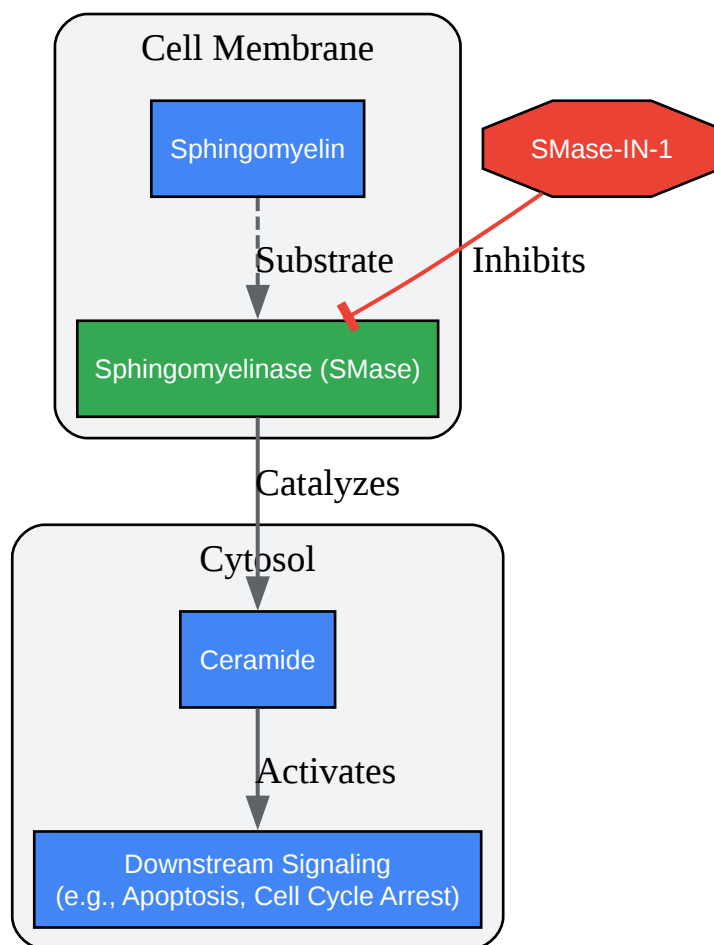 Cell Membrane
Sphingomyelin
SMase-IN-1
Substrate
Inhibits
Sphingomyelinase (SMase)
Catalyzes
Cytosol
Ceramide
Activates
Downstream Signaling
(e.g., Apoptosis, Cell Cycle Arrest)